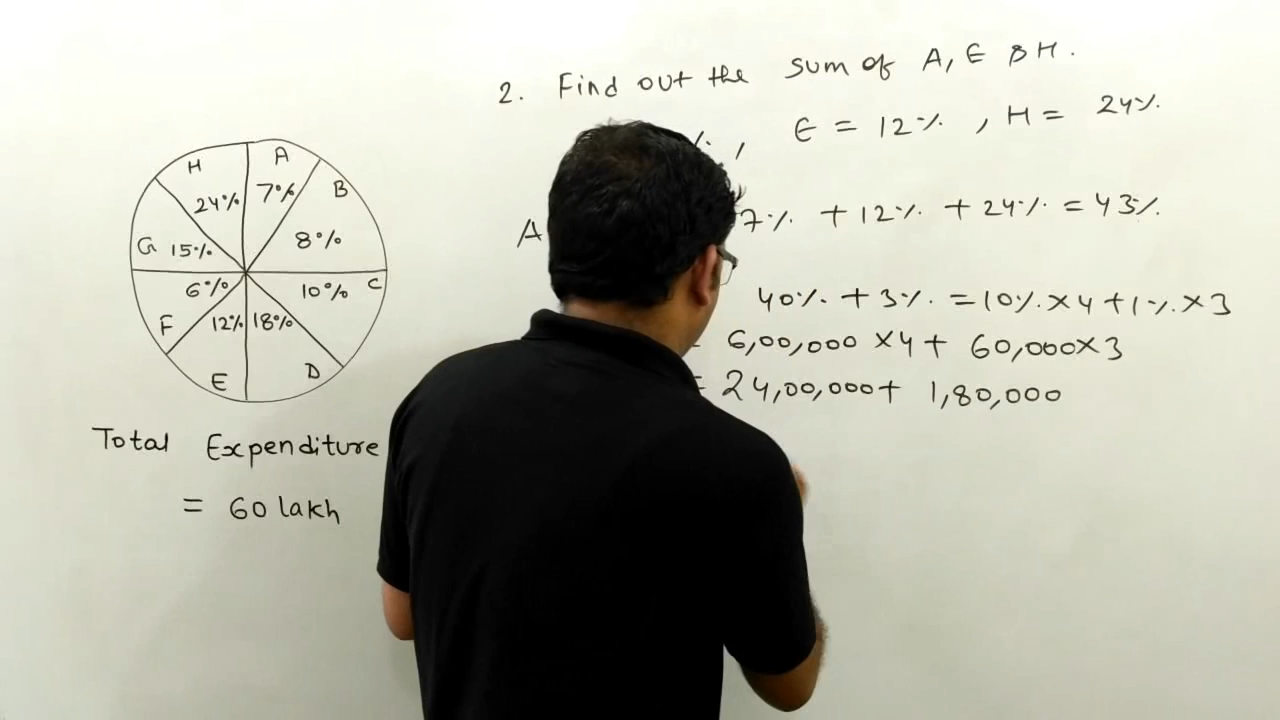 2. Find out the sum of A, E & H.
%, E = 12%, H = 24%
A 7% + 12% + 24% = 43%
40% + 3% = 10% × 4 + 1% × 3
= 6,00,000 × 4 + 60,000 × 3
= 24,00,000 + 1,80,000
H
A
24%
7%
B
G
15%
8%
6%
10%
C
F
12%
18%
E
D
Total Expenditure
= 60 lakh